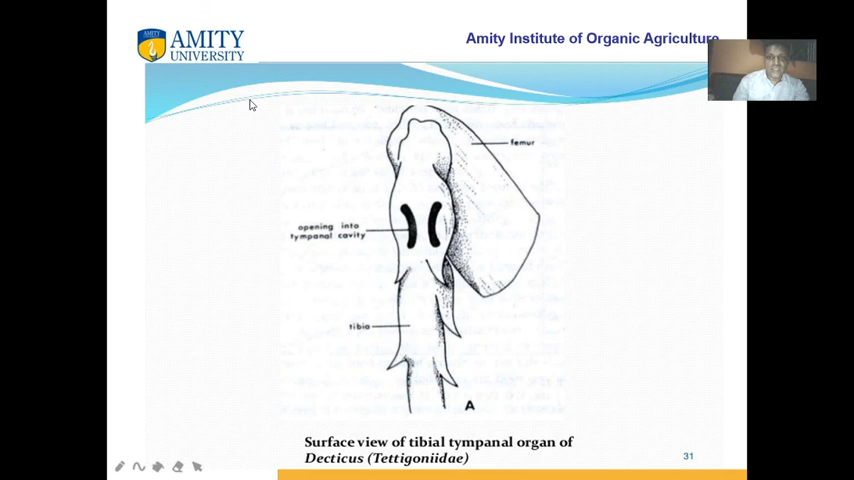 AMITY
UNIVERSITY
Amity Institute of Organic Agriculture
femur
opening into
tympanal cavity
tibia
A
Surface view of tibial tympanal organ of
Decticus (Tettigoniidae)
31